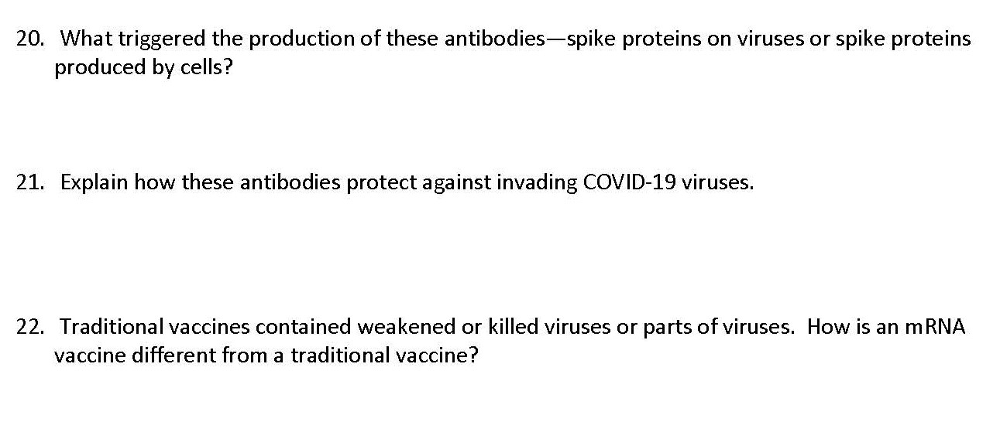 20. What triggered the production of these antibodies—spike proteins on viruses or spike proteins
produced by cells?
21. Explain how these antibodies protect against invading COVID-19 viruses.
22. Traditional vaccines contained weakened or killed viruses or parts of viruses. How is an mRNA
vaccine different from a traditional vaccine?